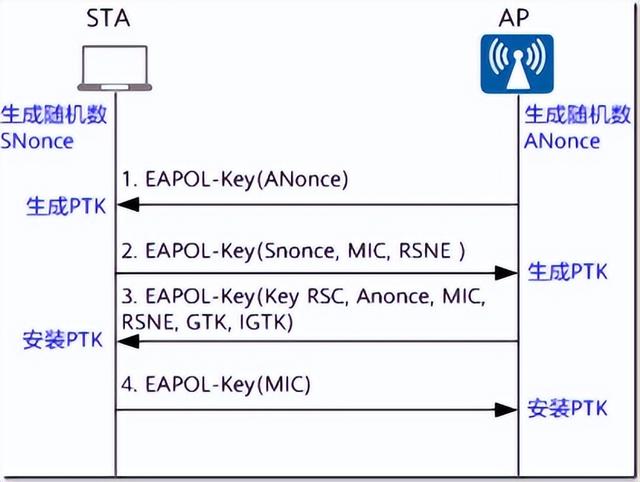 STA
AP
生成随机数
SNonce
生成随机数
ANonce
1. EAPOL-Key(ANonce)
生成PTK
2. EAPOL-Key(Snonce, MIC, RSNE )
生成PTK
3. EAPOL-Key(Key RSC, Anonce, MIC,
RSNE, GTK, IGTK)
安装PTK
4. EAPOL-Key(MIC)
安装PTK